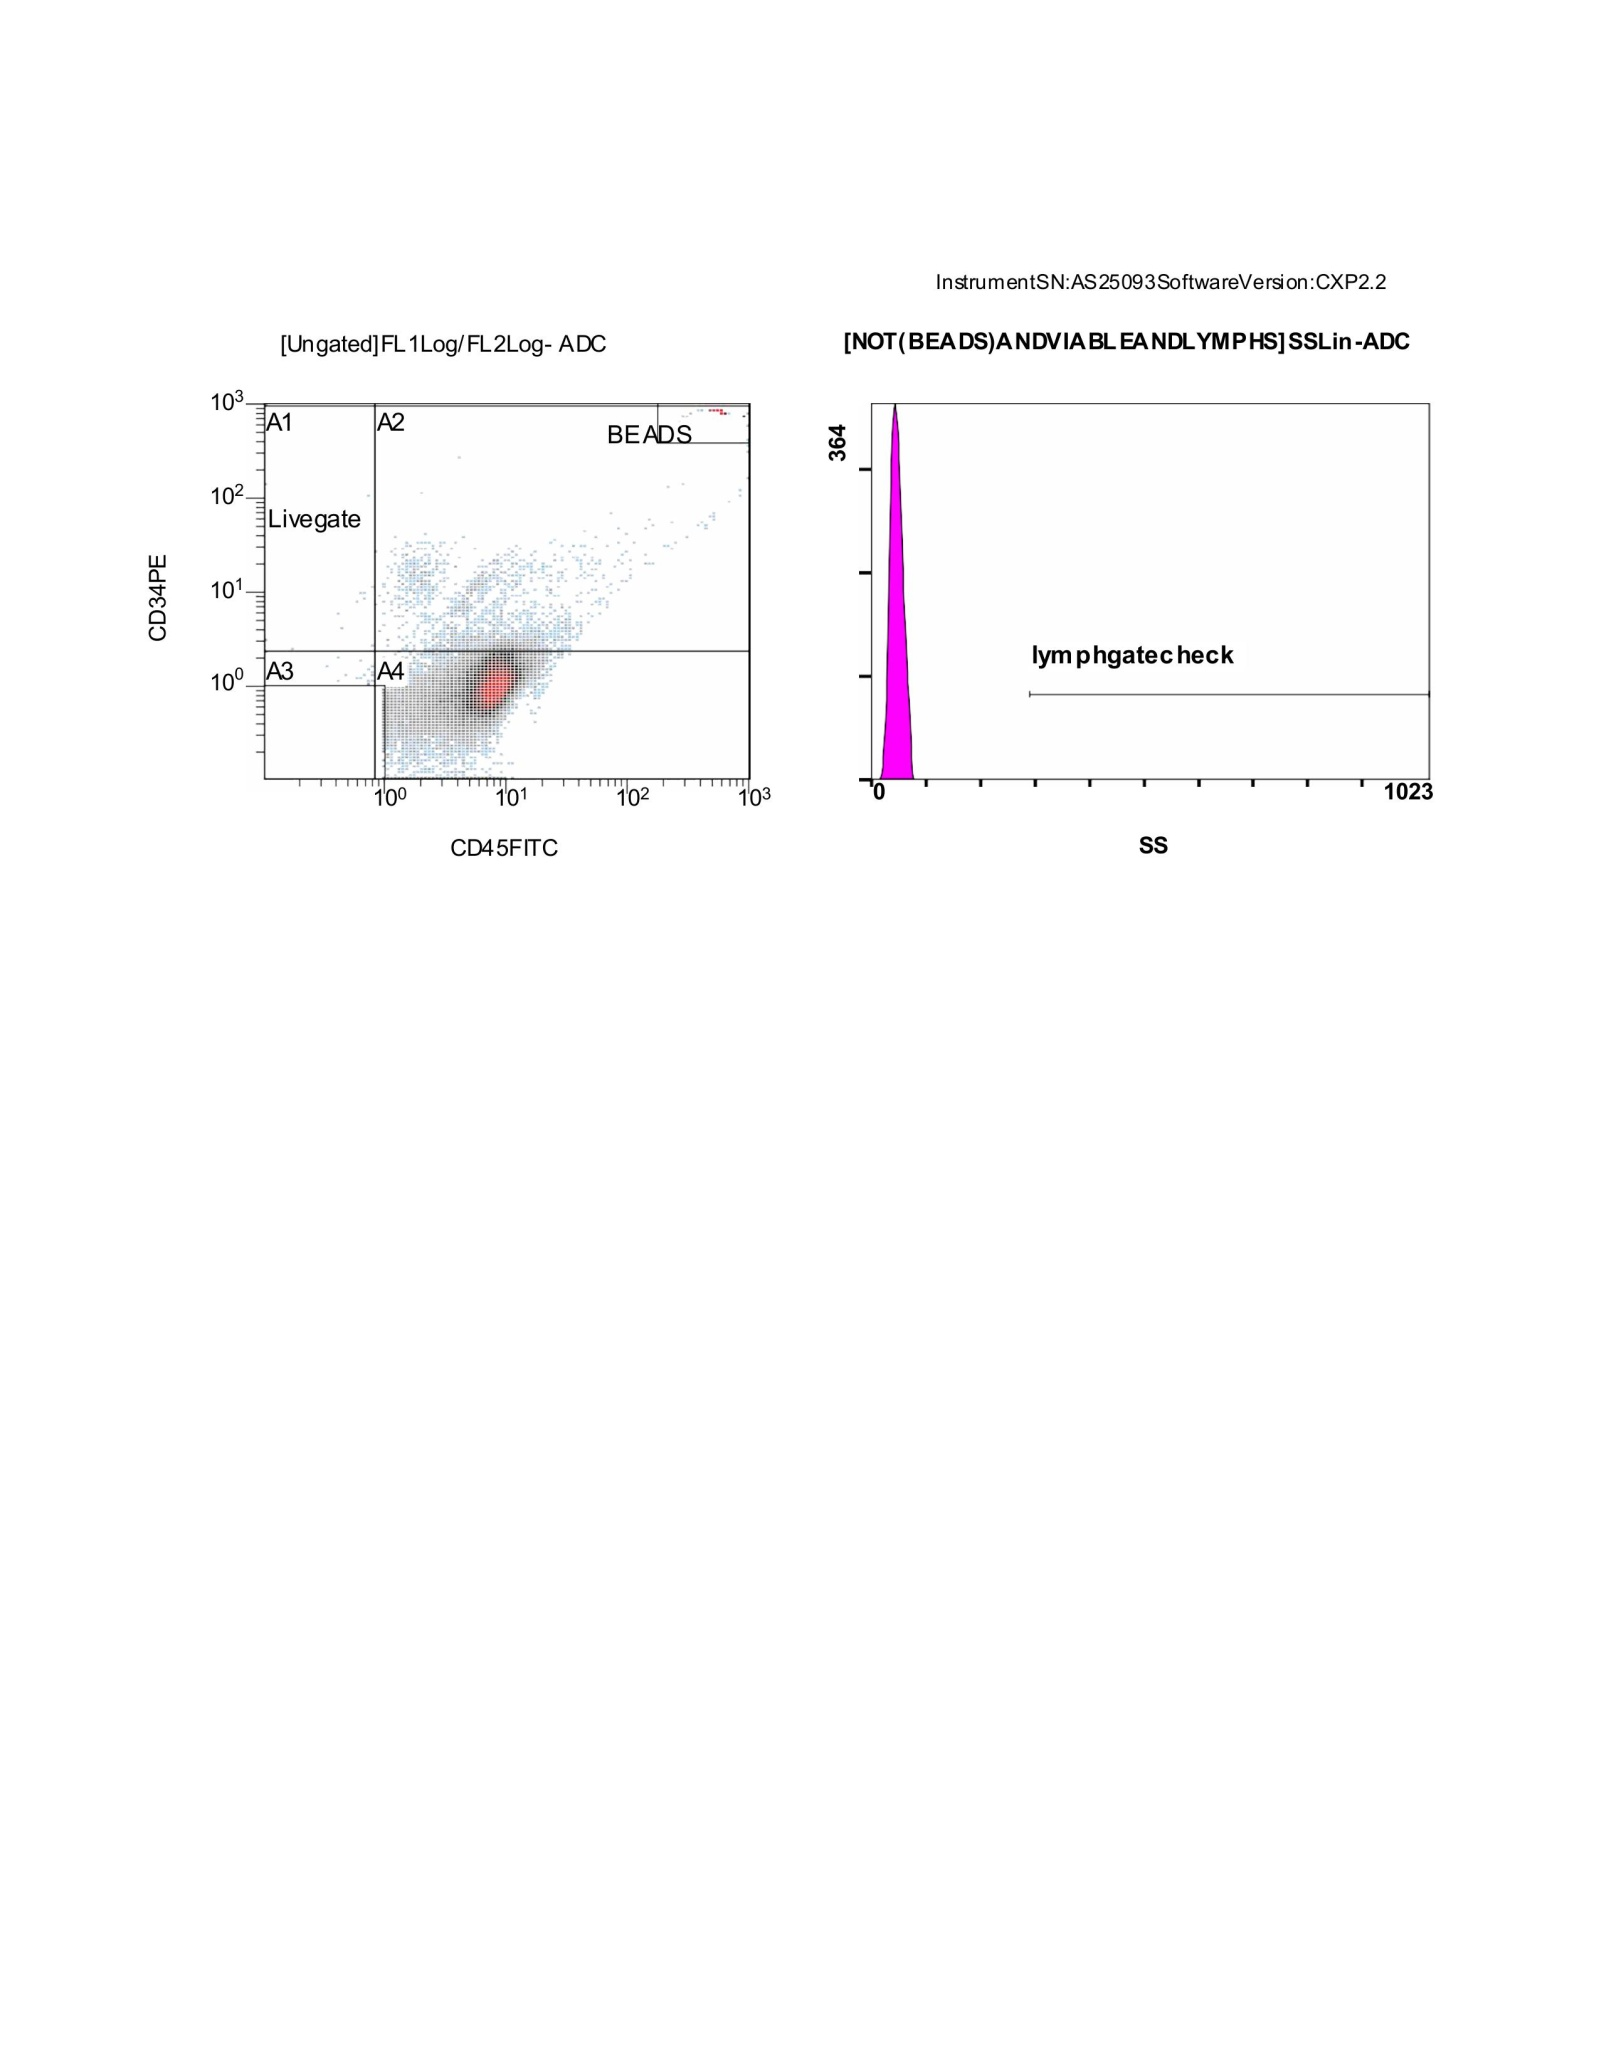 InstrumentSN:AS25093SoftwareVersion:CXP2.2
[Ungated]FL1Log/FL2Log- ADC
[NOT(BEADS)ANDVIABLEANDLYMPHS]SSLin-ADC
10³
A1
A2
BEADS
10²
Livegate
10¹
A3
A4
10⁰
CD34PE
10⁰ 10¹ 10² 10³
CD45FITC
364
lymphgatecheck
0 1023
SS